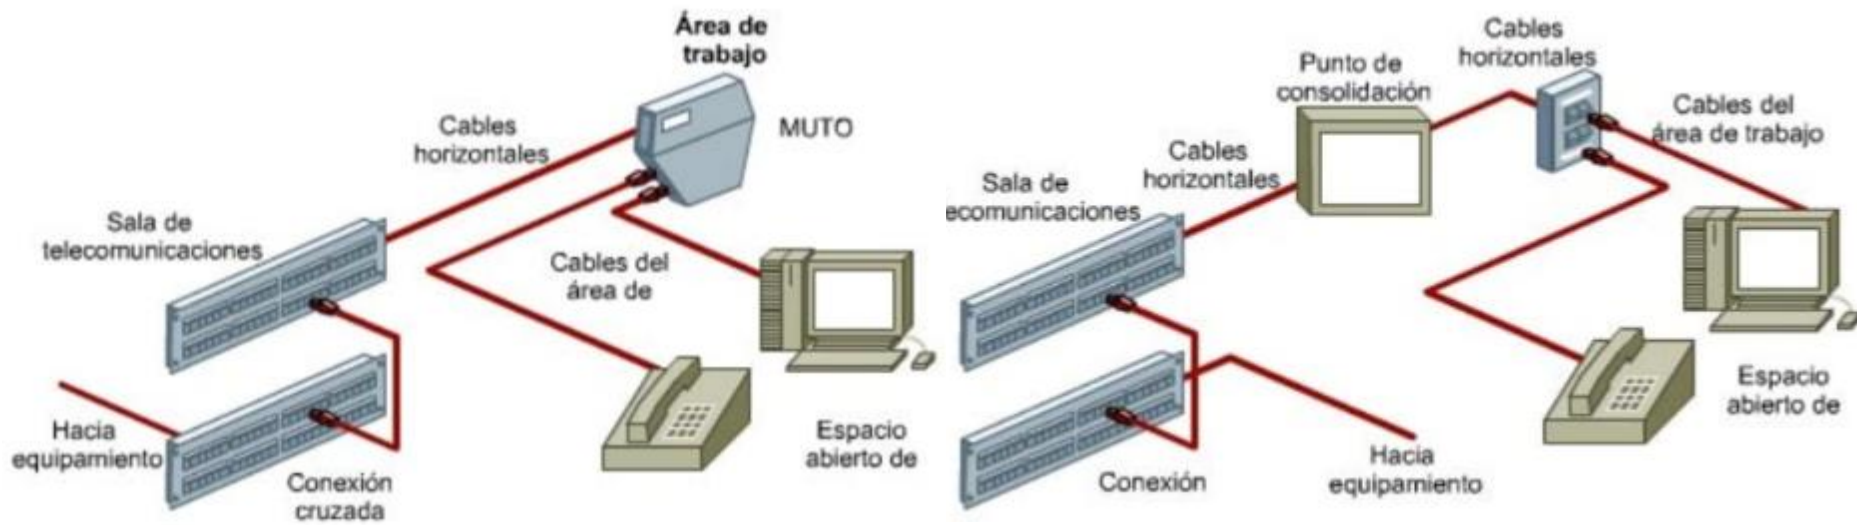 Área de
trabajo
MUTO
Cables
horizontales
Sala de
telecomunicaciones
Cables del
área de
Hacia
equipamiento
Conexión
cruzada
Espacio
abierto de
Cables
horizontales
Punto de
consolidación
Cables del
área de trabajo
Cables
horizontales
Sala de
ecomunicaciones
Espacio
abierto de
Conexión
Hacia
equipamiento